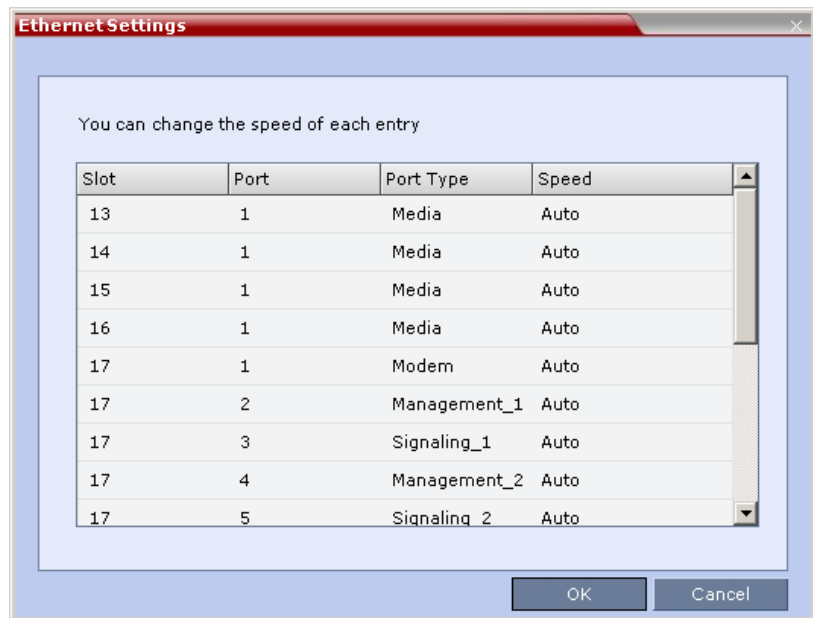 Ethernet Settings
You can change the speed of each entry
Slot Port Port Type Speed
13 1 Media Auto
14 1 Media Auto
15 1 Media Auto
16 1 Media Auto
17 1 Modem Auto
17 2 Management_1 Auto
17 3 Signaling_1 Auto
17 4 Management_2 Auto
17 5 Signaling_2 Auto
OK Cancel